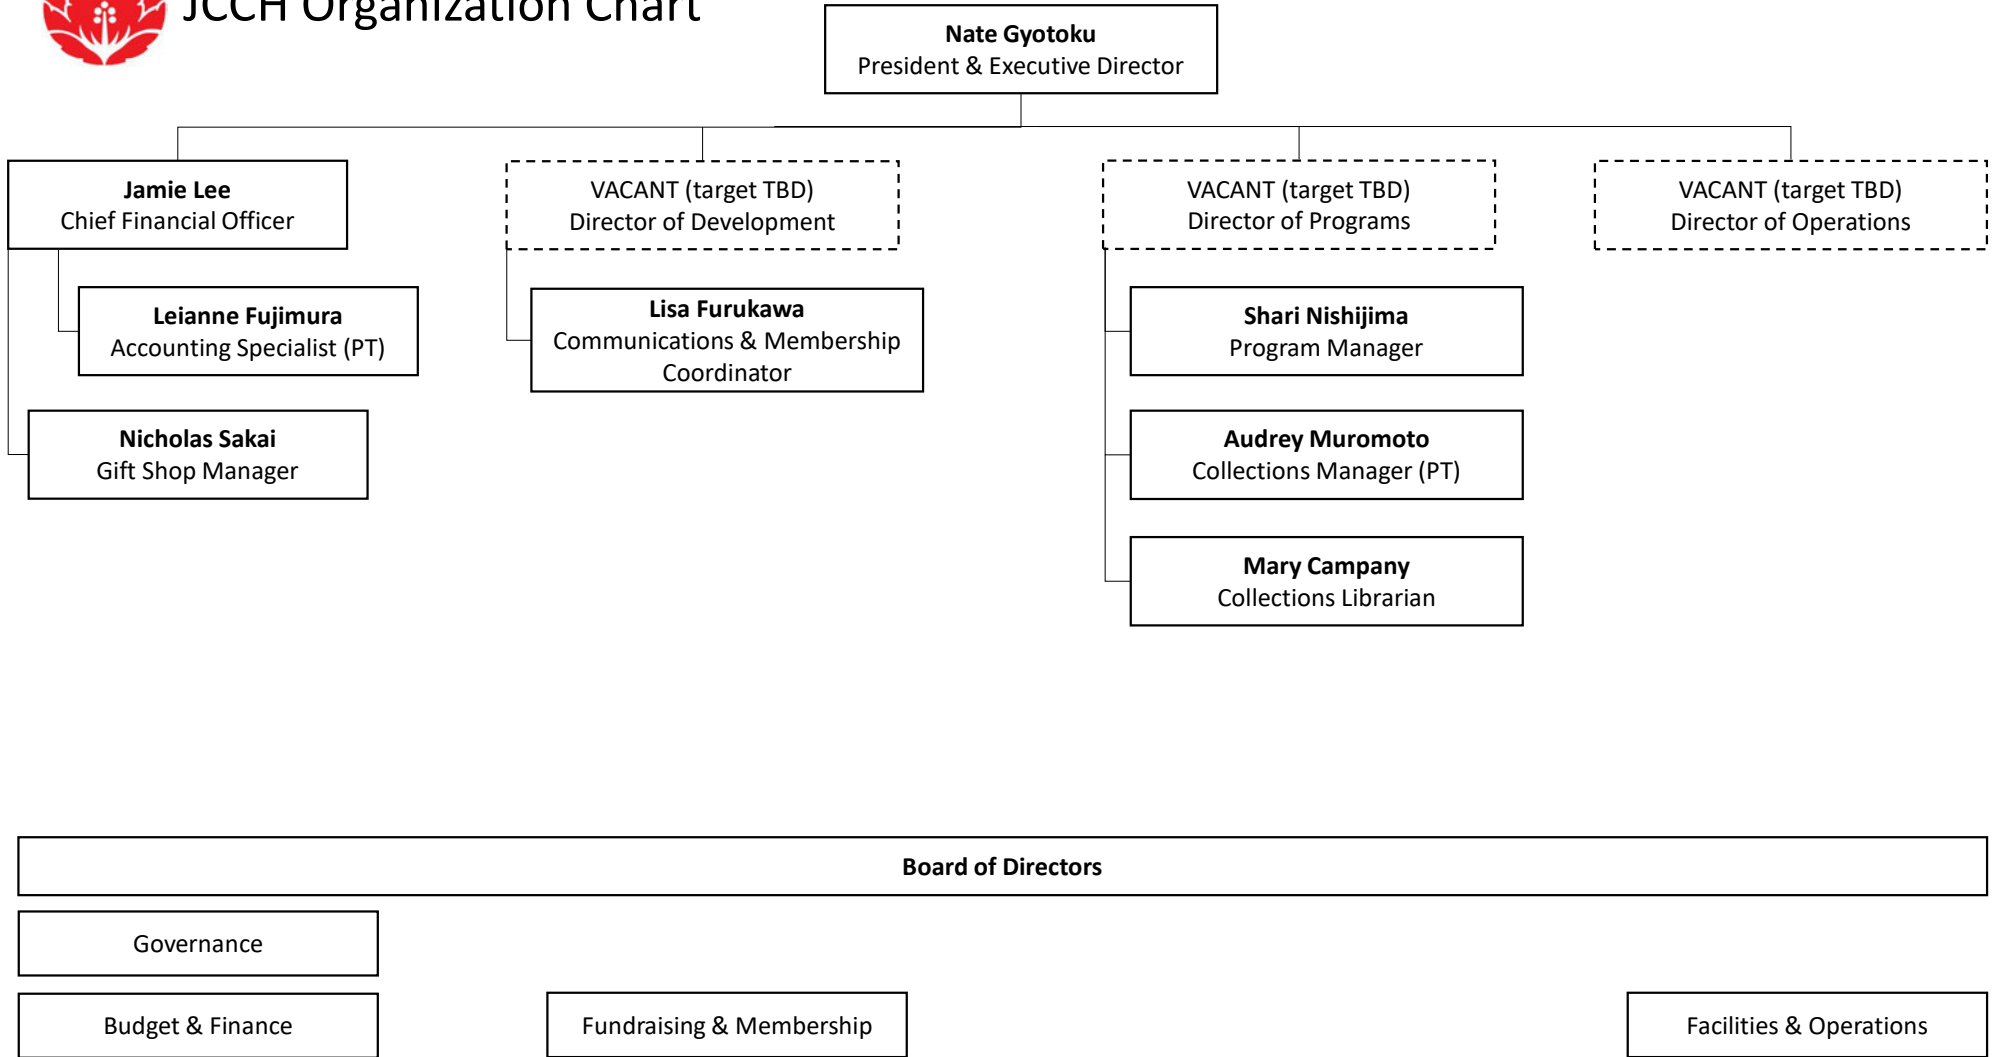 JCCH Organization Chart
Nate Gyotoku
President & Executive Director
Jamie Lee
Chief Financial Officer
VACANT (target TBD)
Director of Development
VACANT (target TBD)
Director of Programs
VACANT (target TBD)
Director of Operations
Leianne Fujimura
Accounting Specialist (PT)
Lisa Furukawa
Communications & Membership
Coordinator
Shari Nishijima
Program Manager
Nicholas Sakai
Gift Shop Manager
Audrey Muromoto
Collections Manager (PT)
Mary Campany
Collections Librarian
Board of Directors
Governance
Budget & Finance
Fundraising & Membership
Facilities & Operations